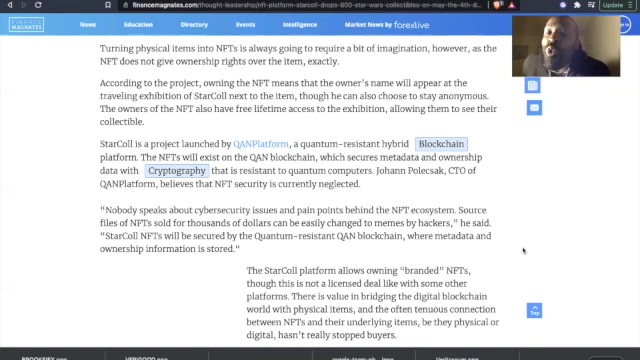 financemagnates.com/thought-leadership/nft-platform-starcoll-drops-800-star-wars-collectibles-on-may-the-4th-d...
Update
FINANCE MAGNATES
News
Education
Directory
Events
Intelligence
Market News by forexlive
Turning physical items into NFTs is always going to require a bit of imagination, however, as the
NFT does not give ownership rights over the item, exactly.
According to the project, owning the NFT means that the owner's name will appear at the
traveling exhibition of StarColl next to the item, though he can also choose to stay anonymous.
The owners of the NFT also have free lifetime access to the exhibition, allowing them to see their
collectible.
StarColl is a project launched by QANPlatform, a quantum-resistant hybrid Blockchain
platform. The NFTs will exist on the QAN blockchain, which secures metadata and ownership
data with Cryptography that is resistant to quantum computers. Johann Polecsak, CTO of
QANPlatform, believes that NFT security is currently neglected.
"Nobody speaks about cybersecurity issues and pain points behind the NFT ecosystem. Source
files of NFTs sold for thousands of dollars can be easily changed to memes by hackers," he said.
"StarColl NFTs will be secured by the Quantum-resistant QAN blockchain, where metadata and
ownership information is stored."
The StarColl platform allows owning "branded" NFTs,
though this is not a licensed deal like with some other
platforms. There is value in bridging the digital blockchain
world with physical items, and the often tenuous connection
between NFTs and their underlying items, be they physical or
digital, hasn't really stopped buyers.
Top